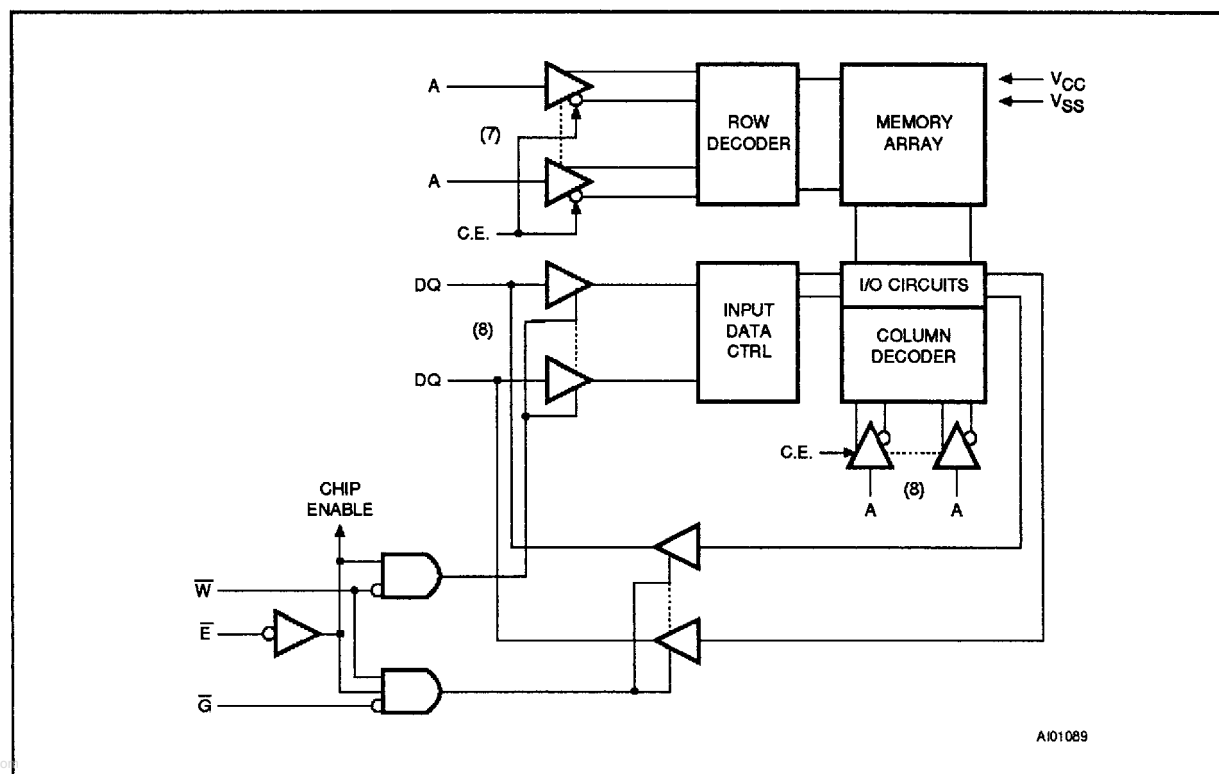 A
(7)
A
C.E.
ROW
DECODER
MEMORY
ARRAY
VCC
VSS
DQ
(8)
DQ
INPUT
DATA
CTRL
I/O CIRCUITS
COLUMN
DECODER
C.E.
(8)
A
A
CHIP
ENABLE
W̅
E̅
G̅
AI01089